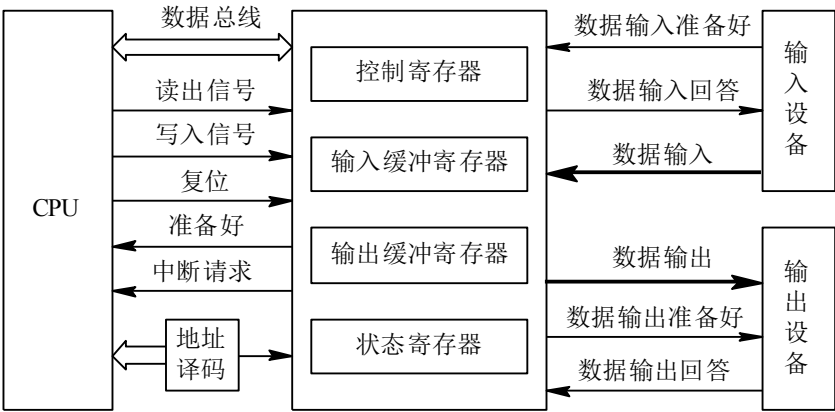 CPU
数据总线
读出信号
写入信号
复位
准备好
中断请求
地址
译码
控制寄存器
输入缓冲寄存器
输出缓冲寄存器
状态寄存器
数据输入准备好
数据输入回答
数据输入
数据输出
数据输出准备好
数据输出回答
输入设备
输出设备